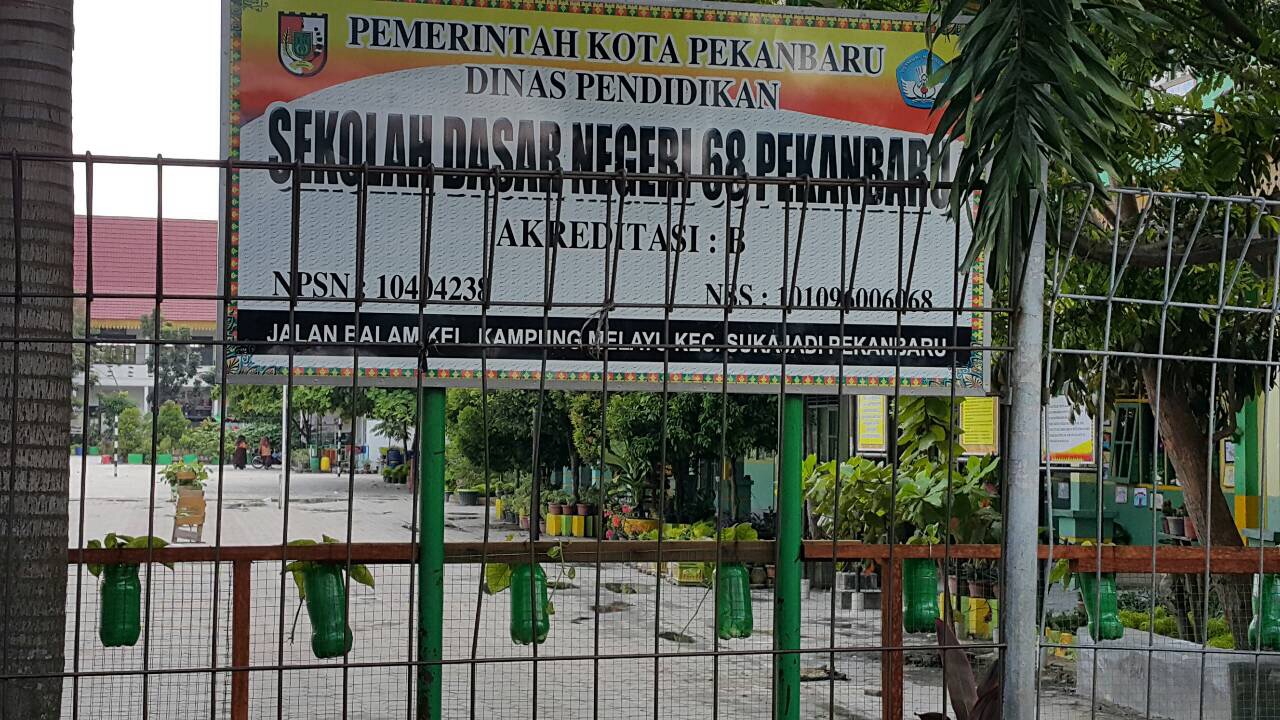 PEMERINTAH KOTA PEKANBARU
DINAS PENDIDIKAN
SEKOLAH DASAR NEGERI 68 PEKANBARU
AKREDITASI : B
NPSN : 10404238
NSS : 101096006068
JALAN BALAM KEL. KAMPUNG MELAYU KEC. SUKAJADI PEKANBARU